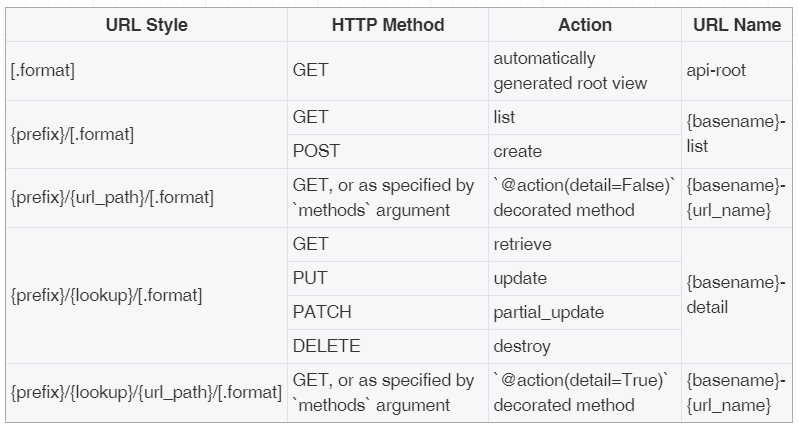 URL Style HTTP Method Action URL Name
[.format] GET automatically generated root view api-root
{prefix}/[.format] GET list {basename}-list
POST create
{prefix}/{url_path}/[.format] GET, or as specified by `methods` argument `@action(detail=False)` decorated method {basename}-{url_name}
{prefix}/{lookup}/[.format] GET retrieve {basename}-detail
PUT update
PATCH partial_update
DELETE destroy
{prefix}/{lookup}/{url_path}/[.format] GET, or as specified by `methods` argument `@action(detail=True)` decorated method {basename}-{url_name}